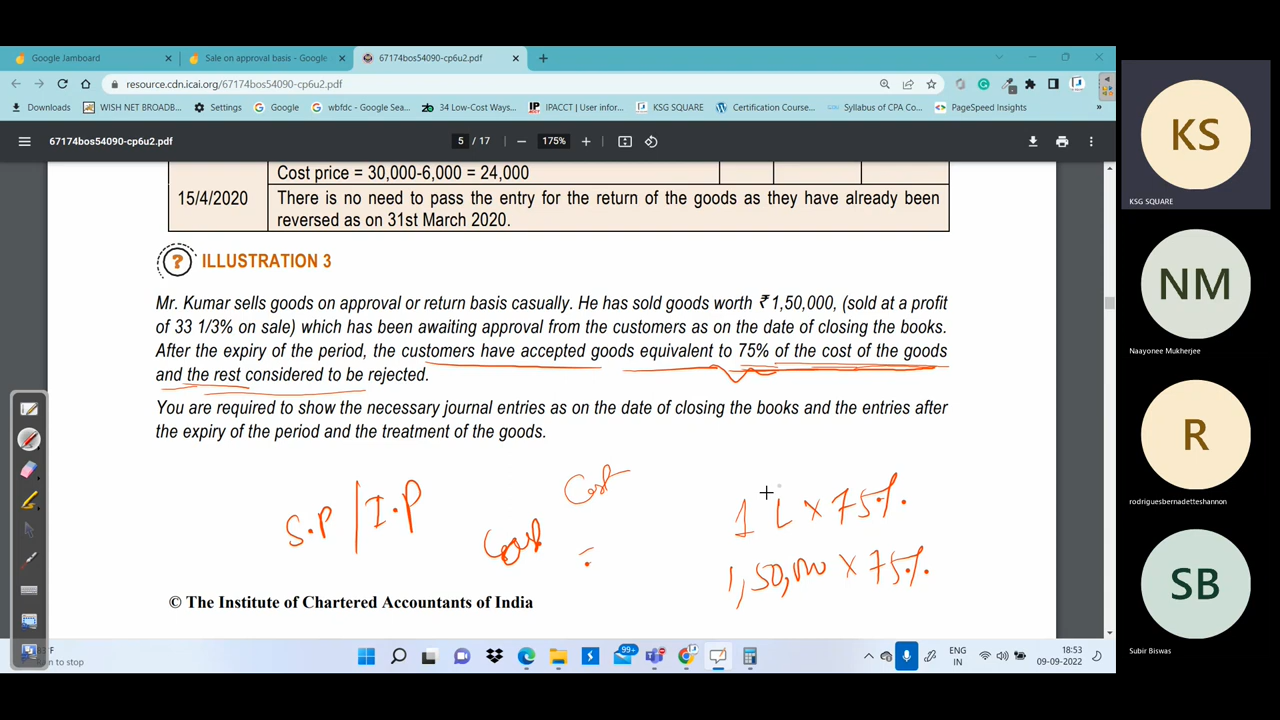 Google Jamboard
Sale on approval basis - Google
67174bos54090-cp6u2.pdf
resource.cdn.icai.org/67174bos54090-cp6u2.pdf
Downloads
WISH NET BROADB...
Settings
Google
wbfdc - Google Sea...
34 Low-Cost Ways...
IPACCT | User infor...
KSG SQUARE
Certification Course...
Syllabus of CPA Co...
PageSpeed Insights
67174bos54090-cp6u2.pdf
5 / 17
175%
Cost price = 30,000-6,000 = 24,000
15/4/2020
There is no need to pass the entry for the return of the goods as they have already been
reversed as on 31st March 2020.
? ILLUSTRATION 3
Mr. Kumar sells goods on approval or return basis casually. He has sold goods worth ₹ 1,50,000, (sold at a profit
of 33 1/3% on sale) which has been awaiting approval from the customers as on the date of closing the books.
After the expiry of the period, the customers have accepted goods equivalent to 75% of the cost of the goods
and the rest considered to be rejected.
You are required to show the necessary journal entries as on the date of closing the books and the entries after
the expiry of the period and the treatment of the goods.
S.P | I.P
Cost
Cost
1 L × 75%
1,50,000 × 75%
© The Institute of Chartered Accountants of India
n to stop
99+
ENG
IN
18:53
09-09-2022
KS
KSG SQUARE
NM
Naayonee Mukherjee
R
rodriguesbernadetteshannon
SB
Subir Biswas